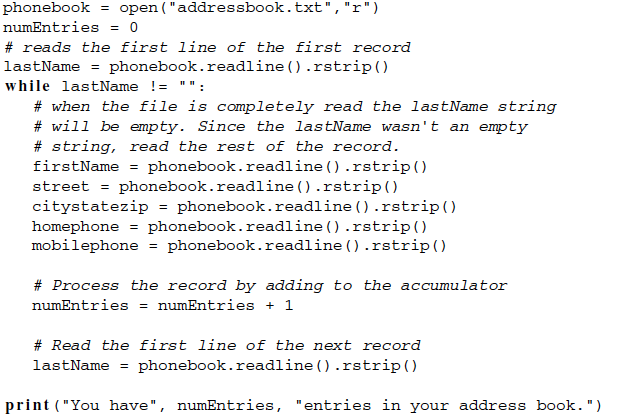 phonebook = open("addressbook.txt","r")
numEntries = 0
# reads the first line of the first record
lastName = phonebook.readline().rstrip()
while lastName != "":
# when the file is completely read the lastName string
# will be empty. Since the lastName wasn't an empty
# string, read the rest of the record.
firstName = phonebook.readline().rstrip()
street = phonebook.readline().rstrip()
citystatezip = phonebook.readline().rstrip()
homephone = phonebook.readline().rstrip()
mobilephone = phonebook.readline().rstrip()
# Process the record by adding to the accumulator
numEntries = numEntries + 1
# Read the first line of the next record
lastName = phonebook.readline().rstrip()
print("You have", numEntries, "entries in your address book.")